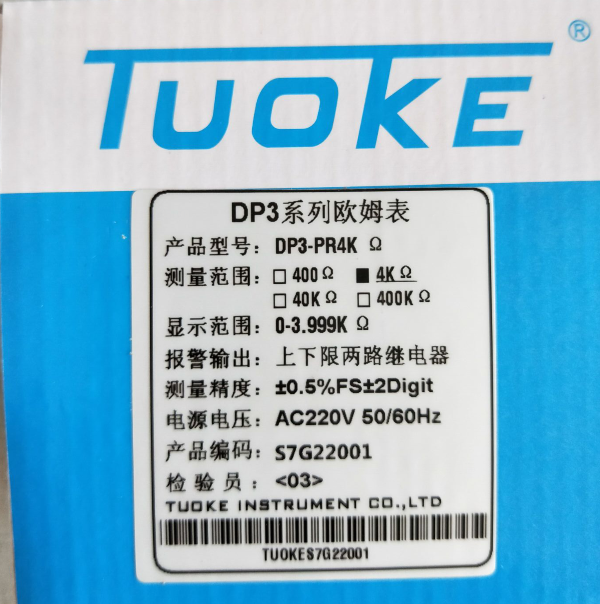 TUOKE®
DP3系列欧姆表
产品型号：DP3-PR4K Ω
测量范围：□ 400 Ω ■ 4K Ω
□ 40K Ω □ 400K Ω
显示范围：0-3.999K Ω
报警输出：上下限两路继电器
测量精度：±0.5%FS±2Digit
电源电压：AC220V 50/60Hz
产品编码：S7G22001
检验员：<03>
TUOKE INSTRUMENT CO.,LTD
TUOKES7G22001